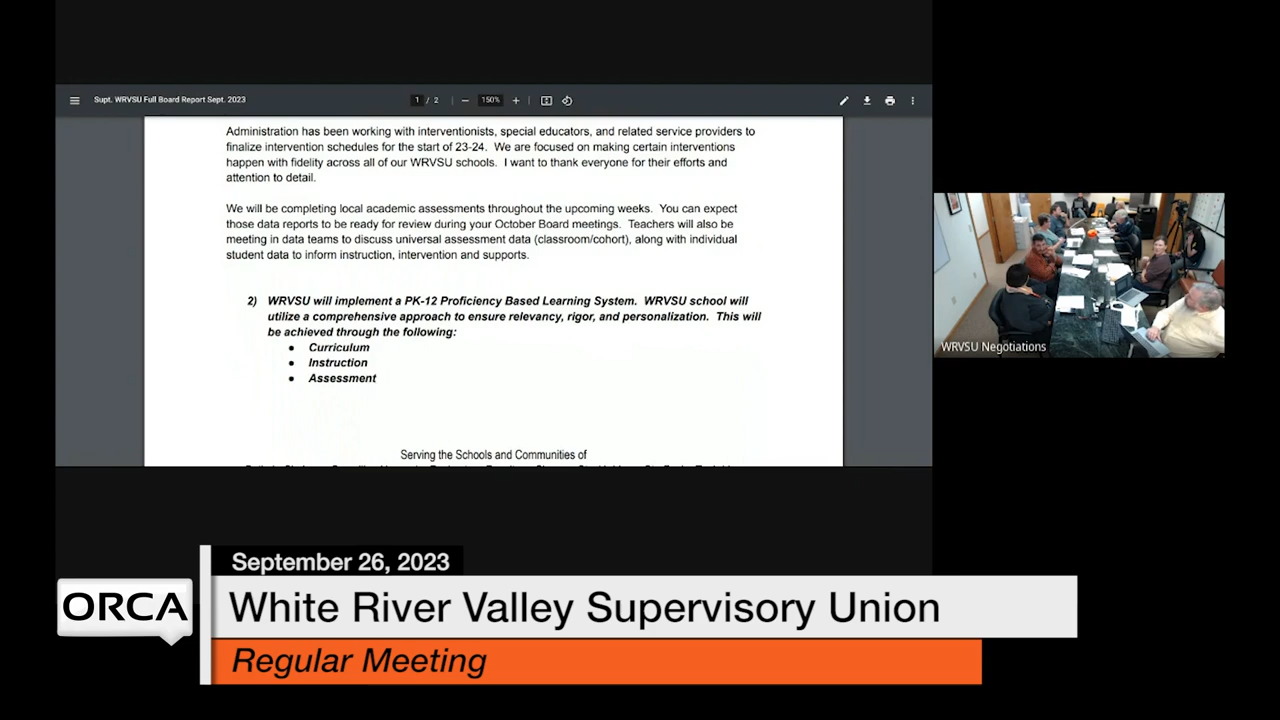 Supt. WRVSU Full Board Report Sept. 2023
1 / 2
150%
Administration has been working with interventionists, special educators, and related service providers to
finalize intervention schedules for the start of 23-24. We are focused on making certain interventions
happen with fidelity across all of our WRVSU schools. I want to thank everyone for their efforts and
attention to detail.
We will be completing local academic assessments throughout the upcoming weeks. You can expect
those data reports to be ready for review during your October Board meetings. Teachers will also be
meeting in data teams to discuss universal assessment data (classroom/cohort), along with individual
student data to inform instruction, intervention and supports.
2) WRVSU will implement a PK-12 Proficiency Based Learning System. WRVSU school will
utilize a comprehensive approach to ensure relevancy, rigor, and personalization. This will
be achieved through the following:
● Curriculum
● Instruction
● Assessment
Serving the Schools and Communities of
WRVSU Negotiations
September 26, 2023
ORCA
White River Valley Supervisory Union
Regular Meeting